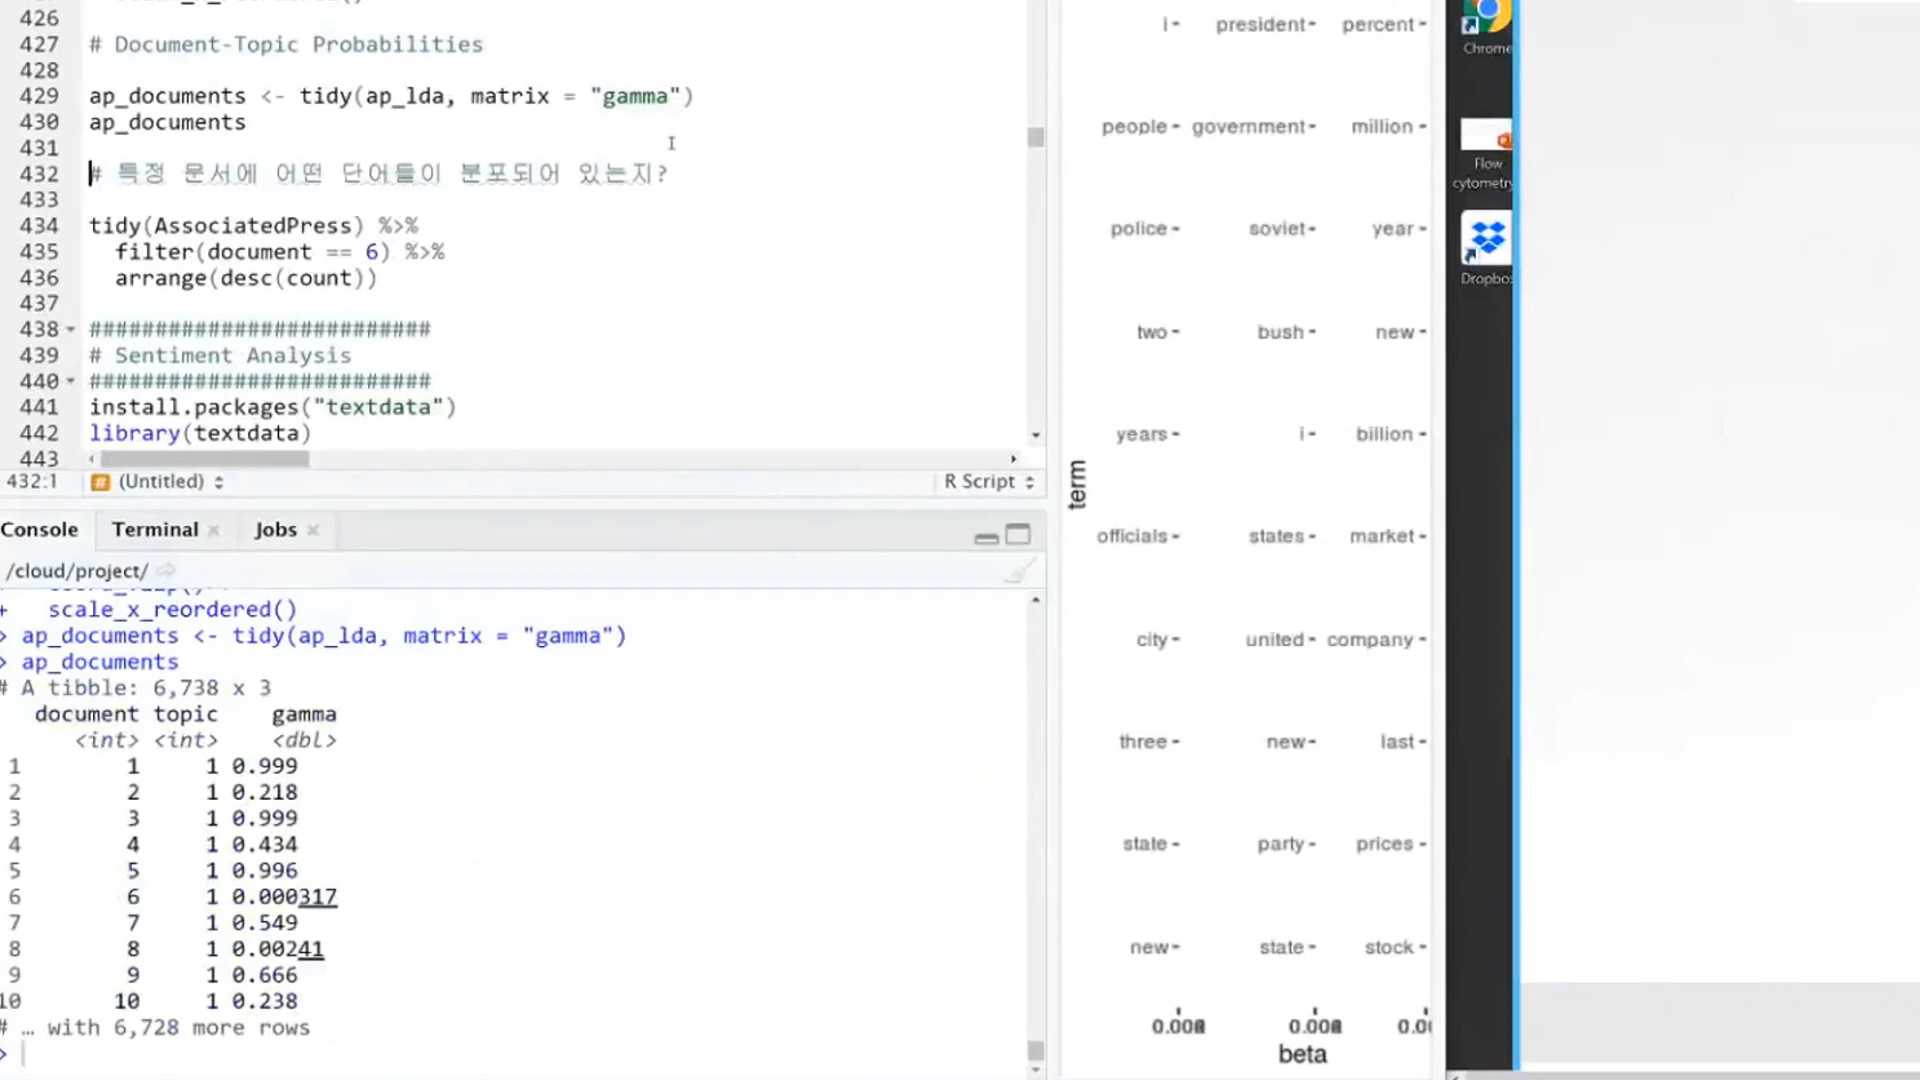 426
427 # Document-Topic Probabilities
428
429 ap_documents <- tidy(ap_lda, matrix = "gamma")
430 ap_documents
431
432 # 특정 문서에 어떤 단어들이 분포되어 있는지?
433
434 tidy(AssociatedPress) %>%
435 filter(document == 6) %>%
436 arrange(desc(count))
437
438 ##########################
439 # Sentiment Analysis
440 ##########################
441 install.packages("textdata")
442 library(textdata)
443
432:1 # (Untitled) R Script
Console Terminal Jobs
/cloud/project/
+ scale_x_reordered()
> ap_documents <- tidy(ap_lda, matrix = "gamma")
> ap_documents
# A tibble: 6,738 x 3
document topic gamma
<int> <int> <dbl>
1 1 1 0.999
2 2 1 0.218
3 3 1 0.999
4 4 1 0.434
5 5 1 0.996
6 6 1 0.000317
7 7 1 0.549
8 8 1 0.00241
9 9 1 0.666
10 10 1 0.238
# … with 6,728 more rows
>
i president percent
people government million
police soviet year
two bush new
years i billion
term
officials states market
city united company
three new last
state party prices
new state stock
beta
Chrome
Flow
cytometry